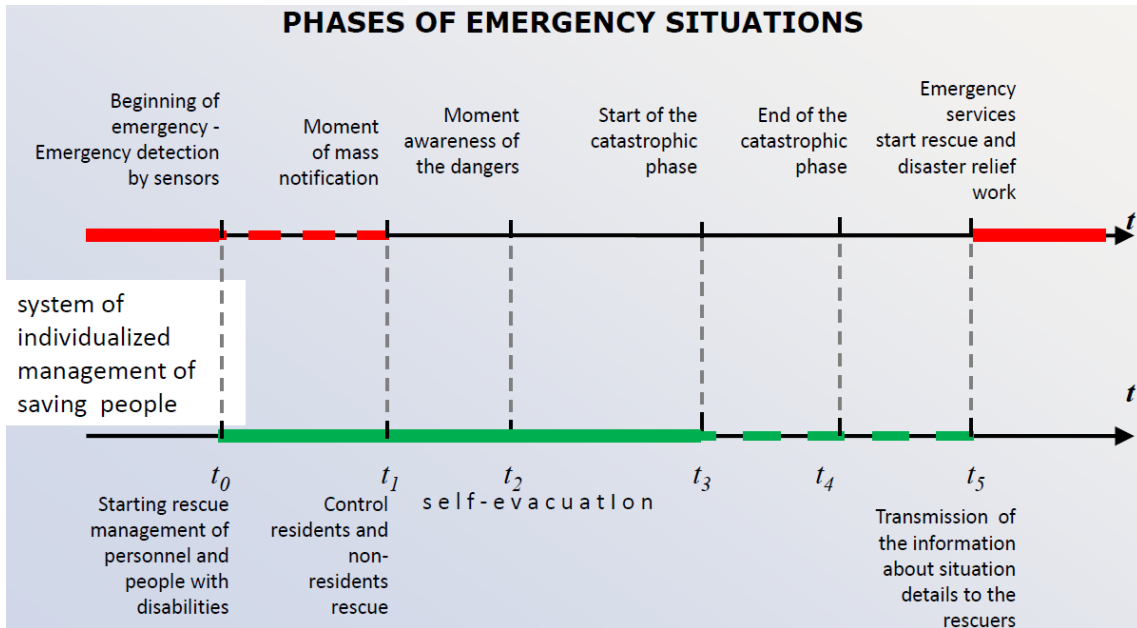 PHASES OF EMERGENCY SITUATIONS
Beginning of
emergency -
Emergency detection
by sensors
Moment
of mass
notification
Moment
awareness of
the dangers
Start of the
catastrophic
phase
End of the
catastrophic
phase
Emergency
services
start rescue and
disaster relief
work
t
system of
individualized
management of
saving people
t
t0
t1
t2
t3
t4
t5
Starting rescue
management of
personnel and
people with
disabilities
Control
residents and
non-
residents
rescue
self-evacuation
Transmission of
the information
about situation
details to the
rescuers